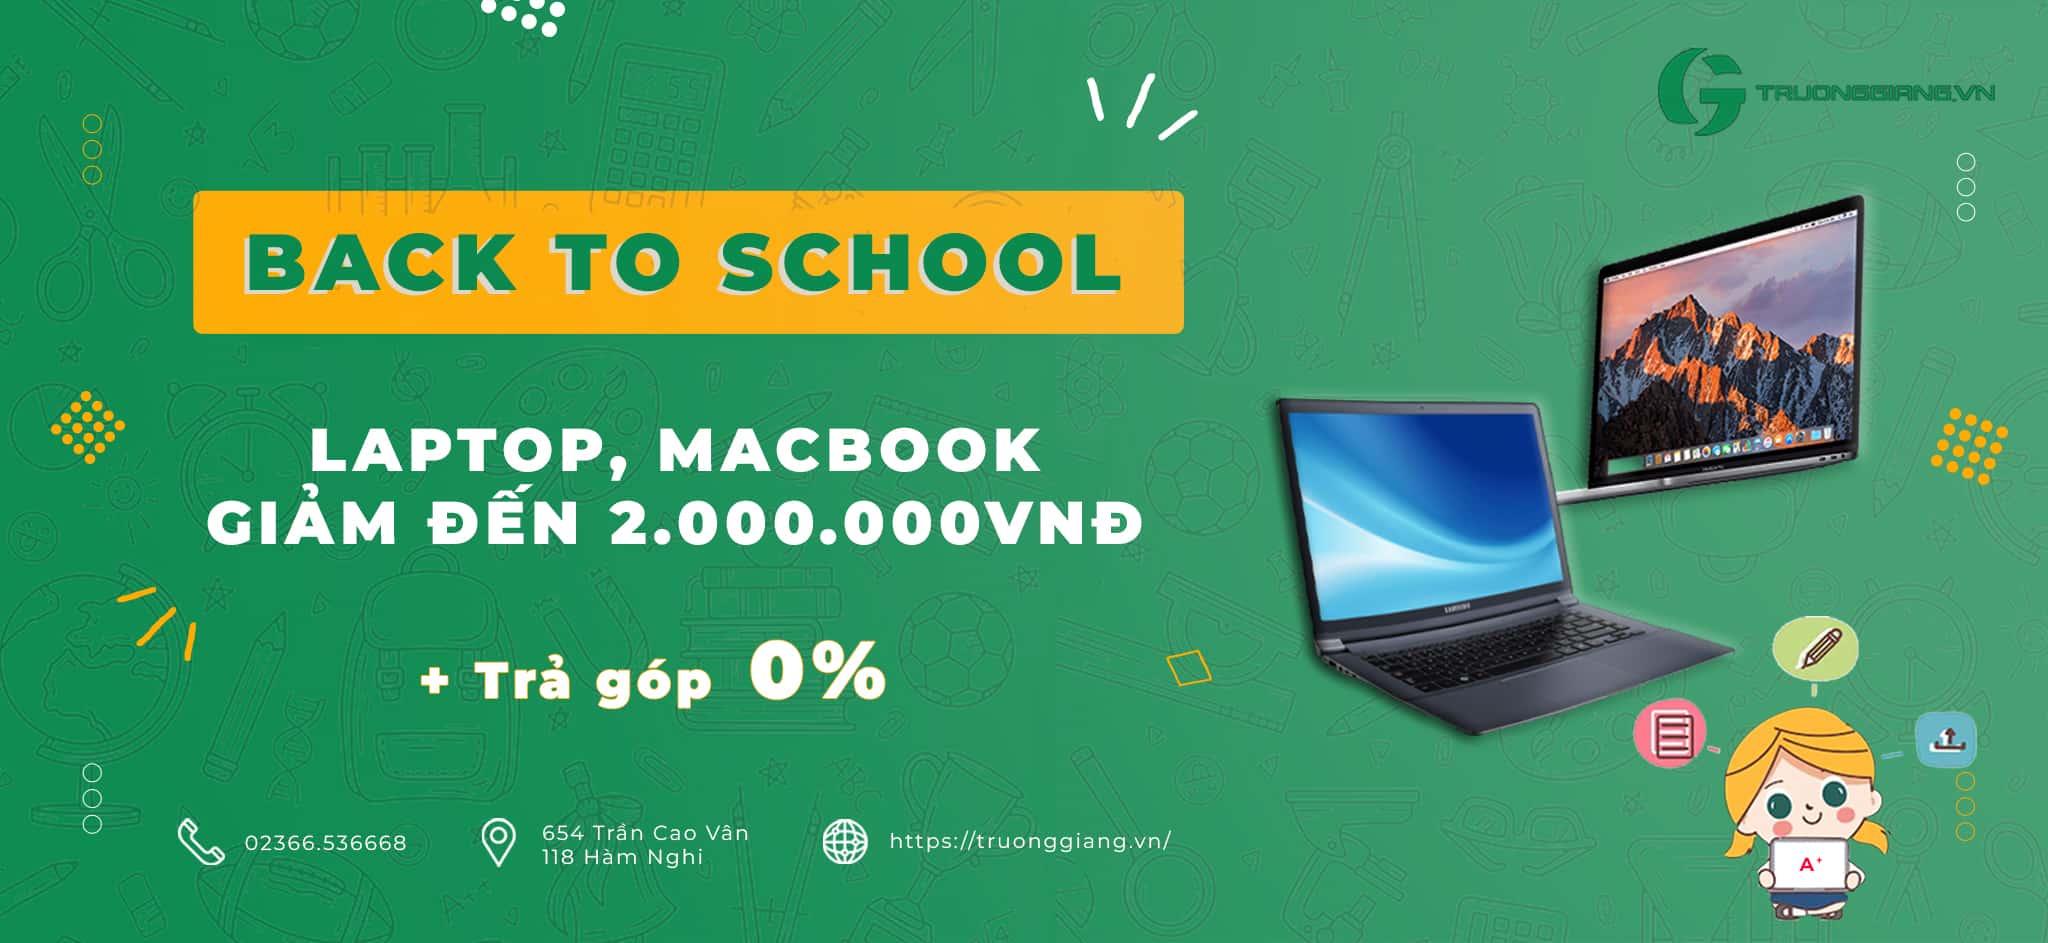 TRUONGGIANG.VN
BACK TO SCHOOL
LAPTOP, MACBOOK
GIẢM ĐẾN 2.000.000VNĐ
+ Trả góp 0%
02366.536668
654 Trần Cao Vân
118 Hàm Nghi
https://truonggiang.vn/
SAMSUNG
A+